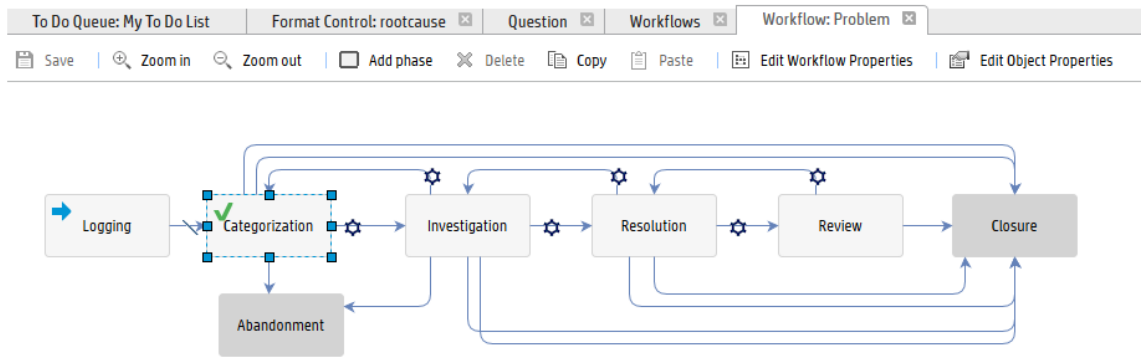 To Do Queue: My To Do List Format Control: rootcause Question Workflows Workflow: Problem
Save Zoom in Zoom out Add phase Delete Copy Paste Edit Workflow Properties Edit Object Properties
Logging Categorization Investigation Resolution Review Closure
Abandonment